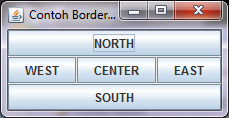 Contoh Border...
NORTH
WEST CENTER EAST
SOUTH